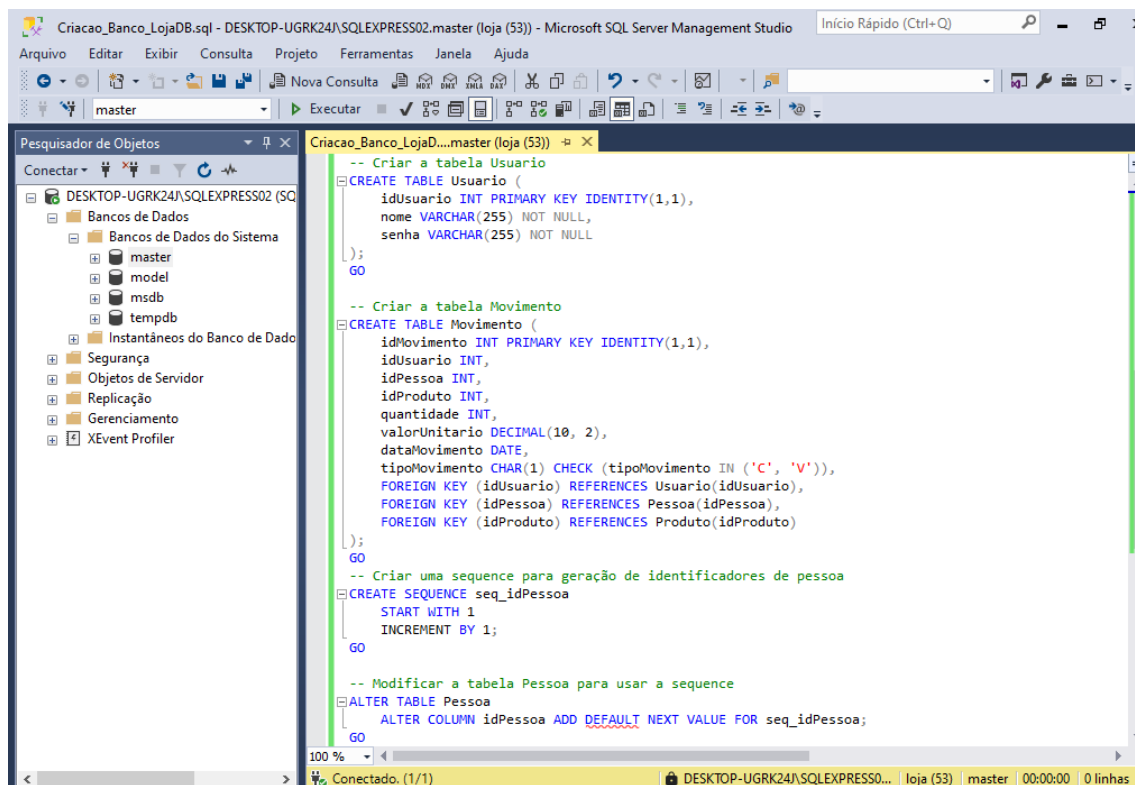 Criacao_Banco_LojaDB.sql - DESKTOP-UGRK24J\SQLEXPRESS02.master (loja (53)) - Microsoft SQL Server Management Studio
Início Rápido (Ctrl+Q)
Arquivo Editar Exibir Consulta Projeto Ferramentas Janela Ajuda
Nova Consulta MDX DMX XMLA DAX
master Executar
Pesquisador de Objetos
Conectar
DESKTOP-UGRK24J\SQLEXPRESS02 (SQ
Bancos de Dados
Bancos de Dados do Sistema
master
model
msdb
tempdb
Instantâneos do Banco de Dado
Segurança
Objetos de Servidor
Replicação
Gerenciamento
XEvent Profiler
Criacao_Banco_LojaD....master (loja (53))
-- Criar a tabela Usuario
CREATE TABLE Usuario (
idUsuario INT PRIMARY KEY IDENTITY(1,1),
nome VARCHAR(255) NOT NULL,
senha VARCHAR(255) NOT NULL
);
GO
-- Criar a tabela Movimento
CREATE TABLE Movimento (
idMovimento INT PRIMARY KEY IDENTITY(1,1),
idUsuario INT,
idPessoa INT,
idProduto INT,
quantidade INT,
valorUnitario DECIMAL(10, 2),
dataMovimento DATE,
tipoMovimento CHAR(1) CHECK (tipoMovimento IN ('C', 'V')),
FOREIGN KEY (idUsuario) REFERENCES Usuario(idUsuario),
FOREIGN KEY (idPessoa) REFERENCES Pessoa(idPessoa),
FOREIGN KEY (idProduto) REFERENCES Produto(idProduto)
);
GO
-- Criar uma sequence para geração de identificadores de pessoa
CREATE SEQUENCE seq_idPessoa
START WITH 1
INCREMENT BY 1;
GO
-- Modificar a tabela Pessoa para usar a sequence
ALTER TABLE Pessoa
ALTER COLUMN idPessoa ADD DEFAULT NEXT VALUE FOR seq_idPessoa;
GO
100 %
Conectado. (1/1)
DESKTOP-UGRK24J\SQLEXPRESS0... loja (53) master 00:00:00 0 linhas